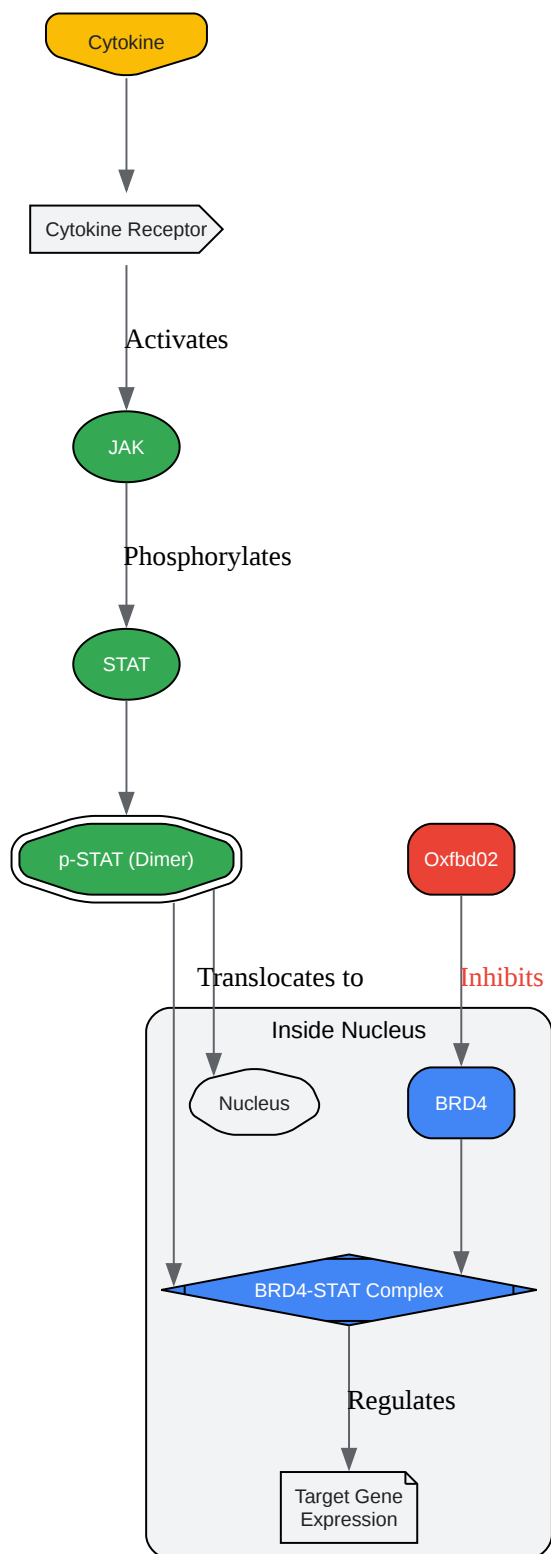 Cytokine
Cytokine Receptor
Activates
JAK
Phosphorylates
STAT
p-STAT (Dimer)
Oxfbd02
Translocates to
Inhibits
Inside Nucleus
Nucleus
BRD4
BRD4-STAT Complex
Regulates
Target Gene
Expression